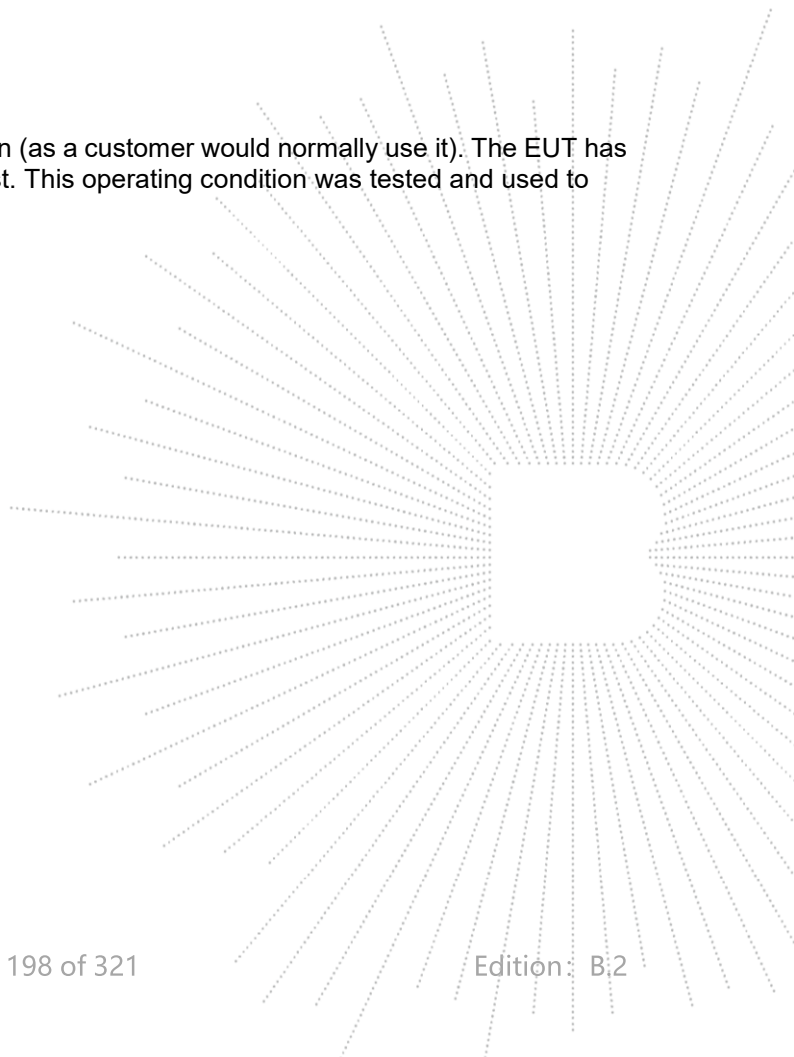 n (as a customer would normally use it). The EUT has
t. This operating condition was tested and used to
198 of 321 Edition： B.2